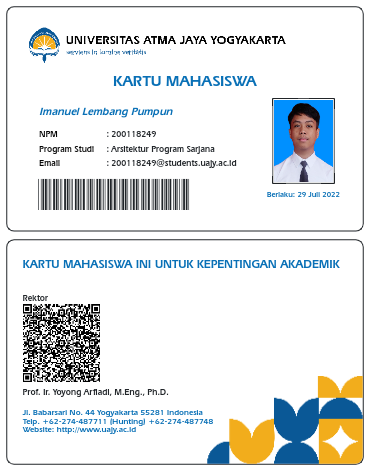 UNIVERSITAS ATMA JAYA YOGYAKARTA
serviens in lumine veritatis
KARTU MAHASISWA
Imanuel Lembang Pumpun
NPM : 200118249
Program Studi : Arsitektur Program Sarjana
Email : 200118249@students.uajy.ac.id
Berlaku: 29 Juli 2022
KARTU MAHASISWA INI UNTUK KEPENTINGAN AKADEMIK
Rektor
Prof. Ir. Yoyong Arfiadi, M.Eng., Ph.D.
Jl. Babarsari No. 44 Yogyakarta 55281 Indonesia
Telp. +62-274-487711 (Hunting) +62-274-487748
Website: http://www.uajy.ac.id